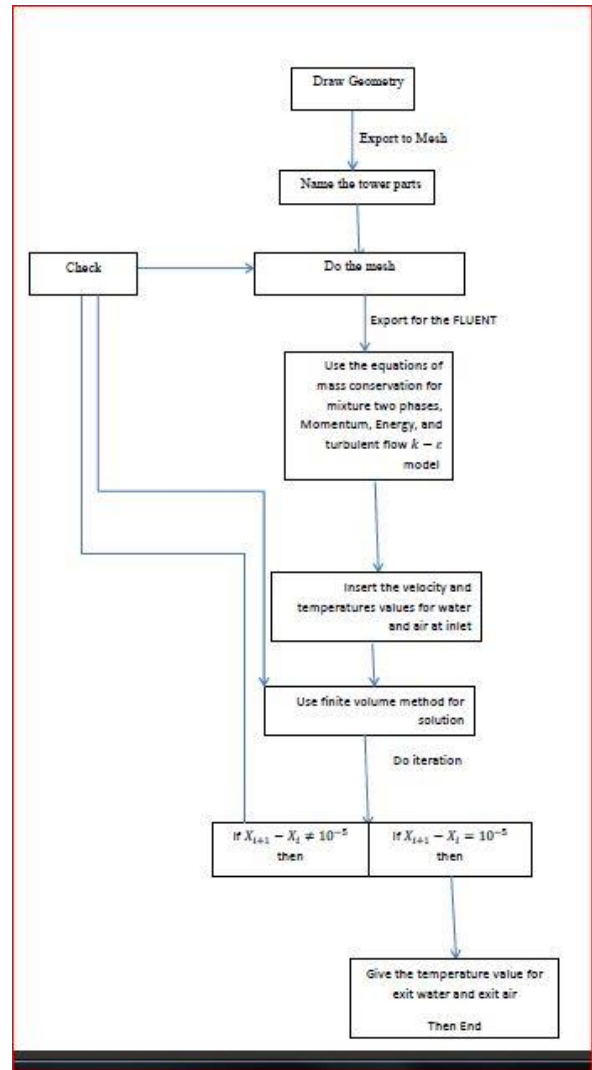 Draw Geometry
Export to Mesh
Name the tower parts
Check
Do the mesh
Export for the FLUENT
Use the equations of
mass conservation for
mixture two phases,
Momentum, Energy, and
turbulent flow k − ε
model
Insert the velocity and
temperatures values for water
and air at inlet
Use finite volume method for
solution
Do iteration
If X_{i+1} − X_i ≠ 10^{-5}
then
If X_{i+1} − X_i = 10^{-5}
then
Give the temperature value for
exit water and exit air
Then End